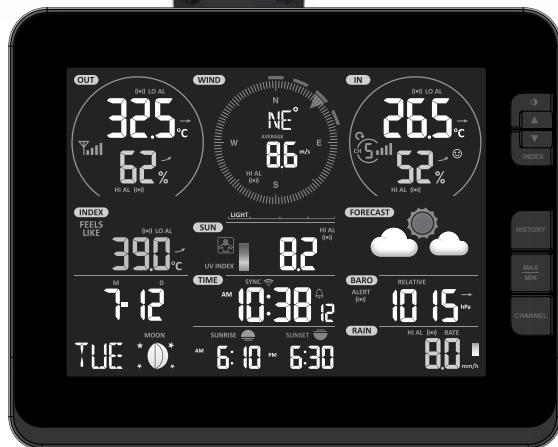 OUT
((•)) LO AL
32.5 °C
62 %
HI AL ((•))
WIND
N
NE°
W E
AVERAGE
8.6 m/s
HI AL
((•))
S
IN
((•)) LO AL
26.5 °C
CH 5
52 %
HI AL ((•))
INDEX
HISTORY
MAX
MIN
CHANNEL
INDEX
FEELS
LIKE
((•)) LO AL
39.0 °C
LIGHT
SUN
HI AL
((•))
UV INDEX
8.2
FORECAST
M D
7-12
TUE
MOON
TIME
SYNC
AM 10:38 12
SUNRISE SUNSET
AM 6:10 PM 6:30
BARO
RELATIVE
ALERT
((•))
1015 hPa
RAIN
HI AL ((•)) RATE
8.0 mm/h